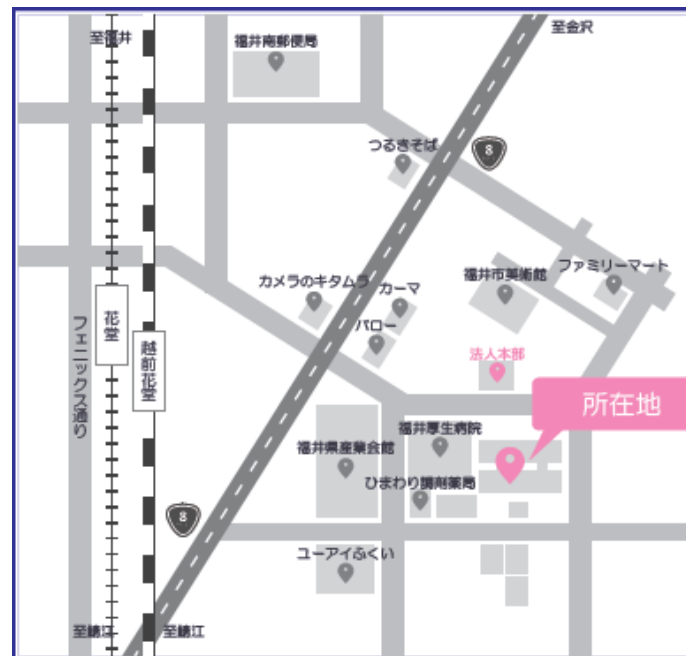 至福井
福井南郵便局
至金沢
つるきそば
8
カメラのキタムラ
カーマ
福井市美術館
ファミリーマート
花堂
バロー
フェニックス通り
越前花堂
法人本部
所在地
福井厚生病院
福井県産業会館
ひまわり調剤薬局
8
ユーアイふくい
至鯖江
至鯖江